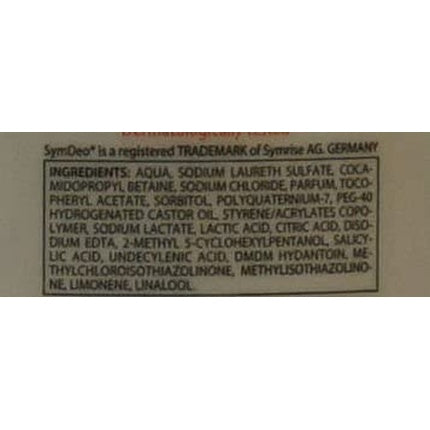 Dermatologically tested
SymDeo* is a registered TRADEMARK of Symrise AG. GERMANY
INGREDIENTS: AQUA, SODIUM LAURETH SULFATE, COCA-
MIDOPROPYL BETAINE, SODIUM CHLORIDE, PARFUM, TOCO-
PHERYL ACETATE, SORBITOL, POLYQUATERNIUM-7, PEG-40
HYDROGENATED CASTOR OIL, STYRENE/ACRYLATES COPO-
LYMER, SODIUM LACTATE, LACTIC ACID, CITRIC ACID, DISO-
DIUM EDTA, 2-METHYL 5-CYCLOHEXYLPENTANOL, SALICY-
LIC ACID, UNDECYLENIC ACID, DMDM HYDANTOIN, ME-
THYLCHLOROISOTHIAZOLINONE, METHYLISOTHIAZOLINO-
NE, LIMONENE, LINALOOL.